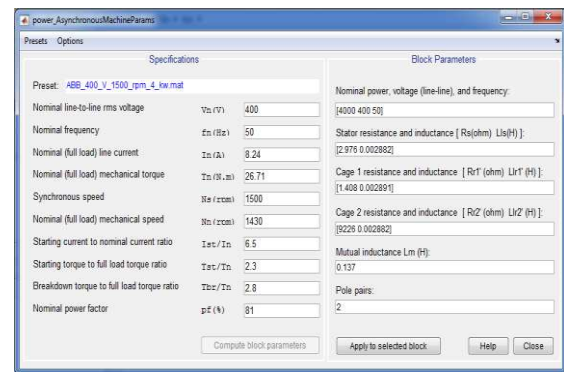 power_AsynchronousMachineParams
Presets Options
Specifications
Preset: ABB_400_V_1500_rpm_4_kw.mat
Nominal line-to-line rms voltage Vn(V) 400
Nominal frequency fn(Hz) 50
Nominal (full load) line current In(A) 8.24
Nominal (full load) mechanical torque Tn(N.m) 26.71
Synchronous speed Ns(rpm) 1500
Nominal (full load) mechanical speed Nn(rpm) 1430
Starting current to nominal current ratio Ist/In 6.5
Starting torque to full load torque ratio Tst/Tn 2.3
Breakdown torque to full load torque ratio Tbr/Tn 2.8
Nominal power factor pf(%) 81
Compute block parameters
Block Parameters
Nominal power, voltage (line-line), and frequency:
[4000 400 50]
Stator resistance and inductance [ Rs(ohm) Lls(H) ]:
[2.976 0.002882]
Cage 1 resistance and inductance [ Rr1' (ohm) Llr1' (H) ]:
[1.408 0.002891]
Cage 2 resistance and inductance [ Rr2' (ohm) Llr2' (H) ]:
[9226 0.002882]
Mutual inductance Lm (H):
0.137
Pole pairs:
2
Apply to selected block Help Close